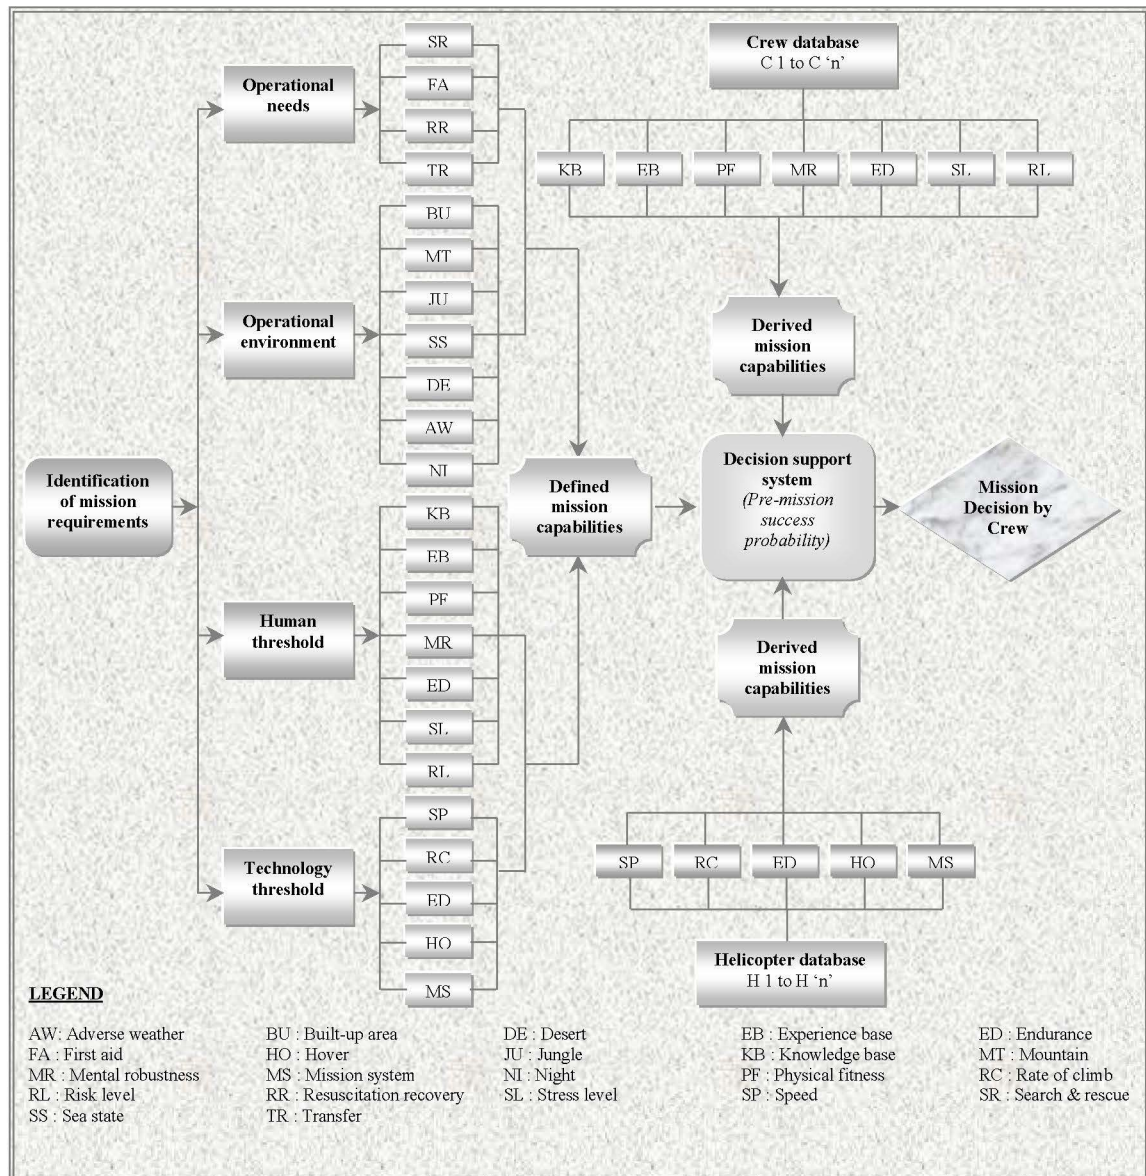 Operational
needs
SR
FA
RR
TR
Crew database
C 1 to C ‘n’
KB
EB
PF
MR
ED
SL
RL
Operational
environment
BU
MT
JU
SS
DE
AW
NI
Derived
mission
capabilities
Identification
of mission
requirements
Defined
mission
capabilities
Decision support
system
(Pre-mission
success
probability)
Mission
Decision by
Crew
Human
threshold
KB
EB
PF
MR
ED
SL
RL
Derived
mission
capabilities
Technology
threshold
SP
RC
ED
HO
MS
SP
RC
ED
HO
MS
Helicopter database
H 1 to H ‘n’
LEGEND
AW: Adverse weather
BU : Built-up area
DE : Desert
EB : Experience base
ED : Endurance
FA : First aid
HO : Hover
JU : Jungle
KB : Knowledge base
MT : Mountain
MR : Mental robustness
MS : Mission system
NI : Night
PF : Physical fitness
RC : Rate of climb
RL : Risk level
RR : Resuscitation recovery
SL : Stress level
SP : Speed
SR : Search & rescue
SS : Sea state
TR : Transfer